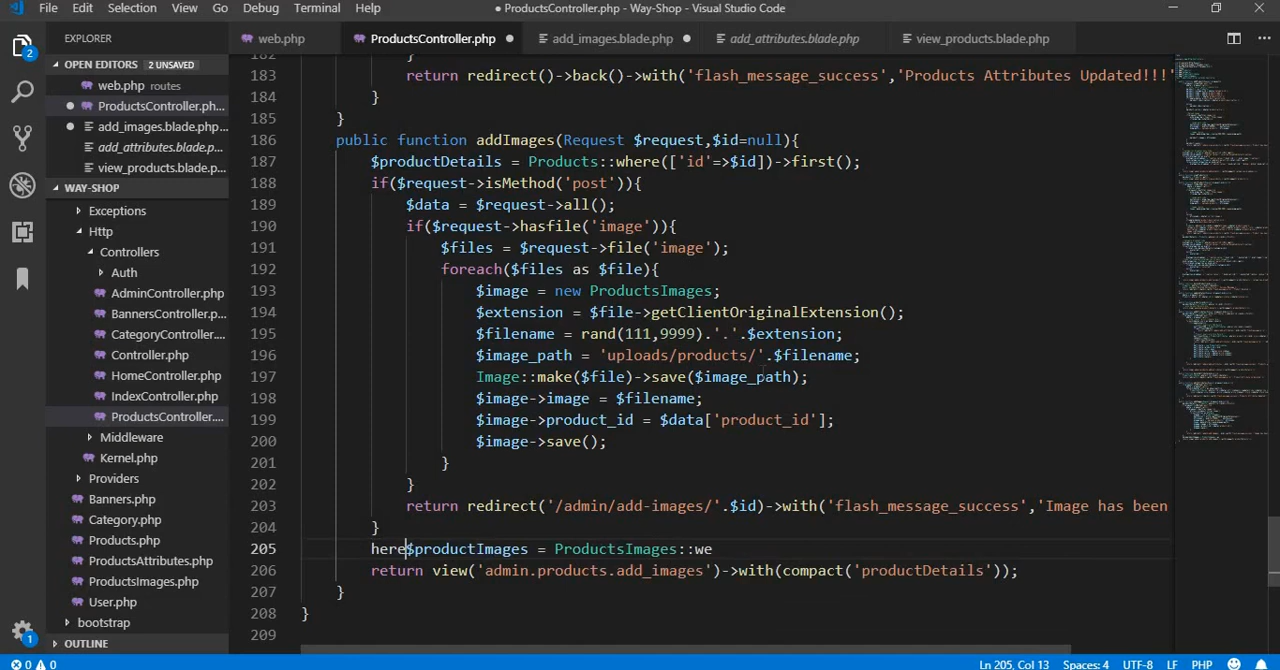 File Edit Selection View Go Debug Terminal Help ● ProductsController.php - Way-Shop - Visual Studio Code
EXPLORER
web.php ProductsController.php add_images.blade.php add_attributes.blade.php view_products.blade.php
2
OPEN EDITORS 2 UNSAVED
web.php routes
ProductsController.ph...
add_images.blade.php...
add_attributes.blade.p...
view_products.blade.p...
WAY-SHOP
Exceptions
Http
Controllers
Auth
AdminController.php
BannersController.p...
CategoryController....
Controller.php
HomeController.php
IndexController.php
ProductsController....
Middleware
Kernel.php
Providers
Banners.php
Category.php
Products.php
ProductsAttributes.php
ProductsImages.php
User.php
bootstrap
OUTLINE
1
182 }
183 return redirect()->back()->with('flash_message_success','Products Attributes Updated!!!'
184 }
185 }
186 public function addImages(Request $request,$id=null){
187 $productDetails = Products::where(['id'=>$id])->first();
188 if($request->isMethod('post')){
189 $data = $request->all();
190 if($request->hasfile('image')){
191 $files = $request->file('image');
192 foreach($files as $file){
193 $image = new ProductsImages;
194 $extension = $file->getClientOriginalExtension();
195 $filename = rand(111,9999).'.'.$extension;
196 $image_path = 'uploads/products/'.$filename;
197 Image::make($file)->save($image_path);
198 $image->image = $filename;
199 $image->product_id = $data['product_id'];
200 $image->save();
201 }
202 }
203 return redirect('/admin/add-images/'.$id)->with('flash_message_success','Image has been
204 }
205 here$productImages = ProductsImages::we
206 return view('admin.products.add_images')->with(compact('productDetails'));
207 }
208 }
209
0 0 Ln 205, Col 13 Spaces: 4 UTF-8 LF PHP